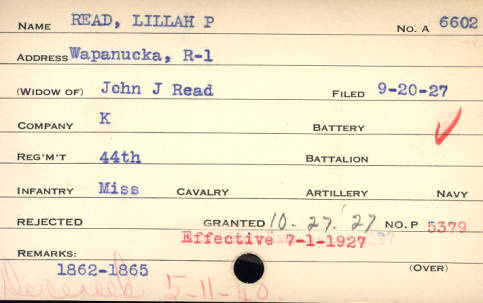 NAME READ, LILLAH P NO. A 6602
ADDRESS Wapanucka, R-1
(WIDOW OF) John J Read FILED 9-20-27
COMPANY K BATTERY
REG'M'T 44th BATTALION
INFANTRY Miss CAVALRY ARTILLERY NAVY
REJECTED GRANTED 10-27-'27 NO. P 5379
Effective 7-1-1927
REMARKS: (OVER)
1862-1865
Deceased 5-11-40.